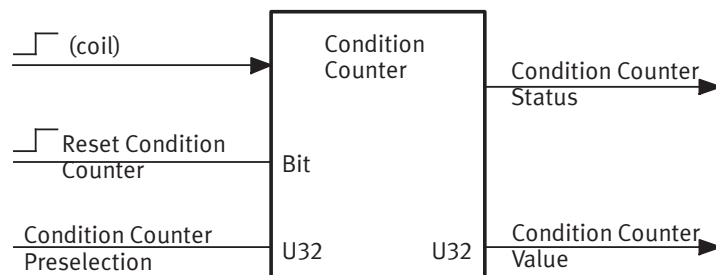 (coil)
Condition
Counter
Condition Counter
Status
Reset Condition
Counter
Bit
Condition Counter
Preselection
U32
U32
Condition Counter
Value